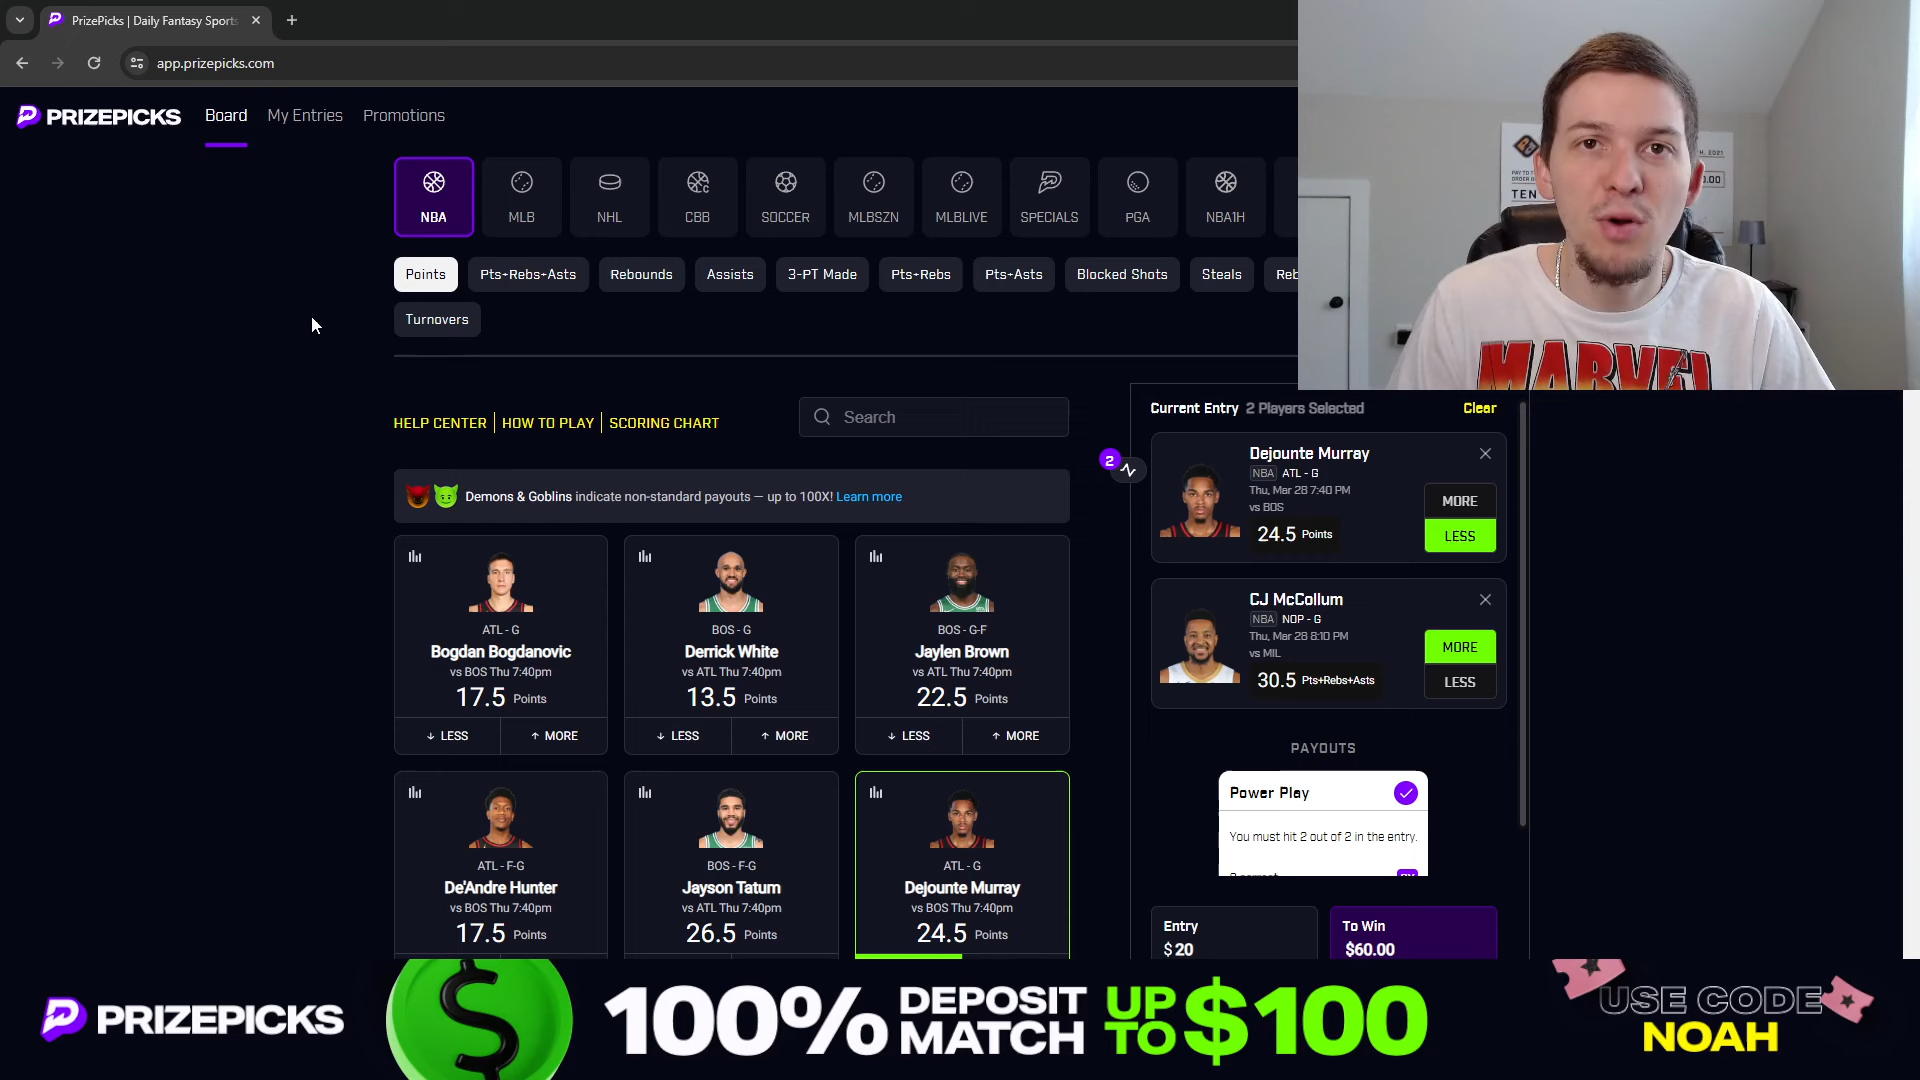 PrizePicks | Daily Fantasy Sports
app.prizepicks.com
PRIZEPICKS
Board
My Entries
Promotions
NBA
MLB
NHL
CBB
SOCCER
MLBSZN
MLBLIVE
SPECIALS
PGA
NBA1H
Points
Pts+Rebs+Asts
Rebounds
Assists
3-PT Made
Pts+Rebs
Pts+Asts
Blocked Shots
Steals
Reb
Turnovers
HELP CENTER
HOW TO PLAY
SCORING CHART
Search
Demons & Goblins indicate non-standard payouts — up to 100X! Learn more
ATL - G
Bogdan Bogdanovic
vs BOS Thu 7:40pm
17.5 Points
LESS
MORE
BOS - G
Derrick White
vs ATL Thu 7:40pm
13.5 Points
LESS
MORE
BOS - G-F
Jaylen Brown
vs ATL Thu 7:40pm
22.5 Points
LESS
MORE
ATL - F-G
De'Andre Hunter
vs BOS Thu 7:40pm
17.5 Points
BOS - F-G
Jayson Tatum
vs ATL Thu 7:40pm
26.5 Points
ATL - G
Dejounte Murray
vs BOS Thu 7:40pm
24.5 Points
Current Entry 2 Players Selected
Clear
2
Dejounte Murray
NBA ATL - G
Thu, Mar 28 7:40 PM
vs BOS
24.5 Points
MORE
LESS
CJ McCollum
NBA NOP - G
Thu, Mar 28 8:10 PM
vs MIL
30.5 Pts+Rebs+Asts
MORE
LESS
PAYOUTS
Power Play
You must hit 2 out of 2 in the entry.
Entry
$ 20
To Win
$60.00
MARVEL
H, 2021
TEN
PRIZEPICKS
100% DEPOSIT MATCH UP TO $100
USE CODE
NOAH